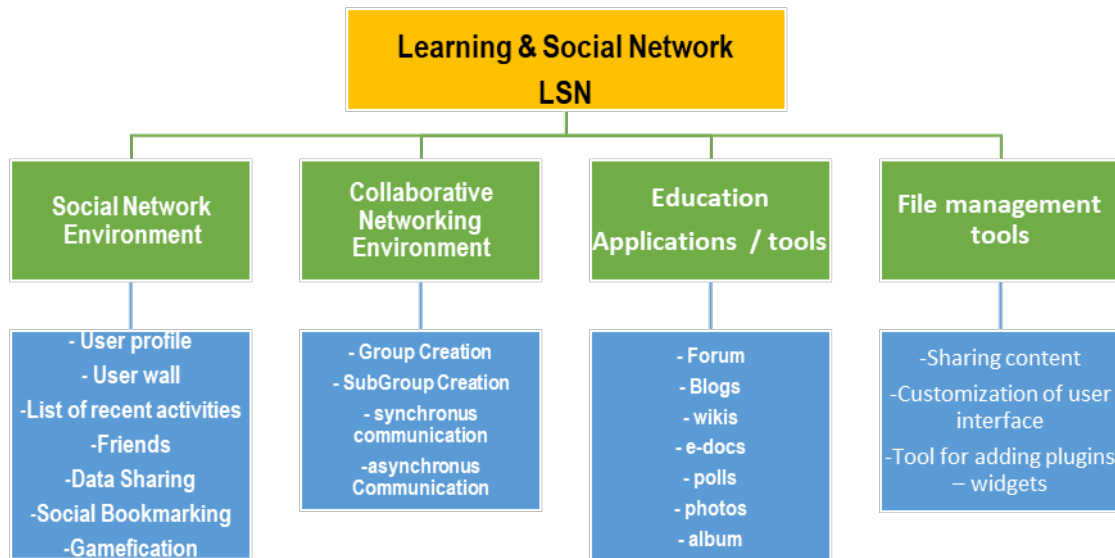 Learning & Social Network
LSN
Social Network
Environment
Collaborative
Networking
Environment
Education
Applications / tools
File management
tools
- User profile
- User wall
-List of recent activities
-Friends
-Data Sharing
-Social Bookmarking
-Gamefication
- Group Creation
- SubGroup Creation
- synchronus
communication
-asynchronus
Communication
- Forum
- Blogs
- wikis
- e-docs
- polls
- photos
- album
-Sharing content
-Customization of user
interface
-Tool for adding plugins
– widgets